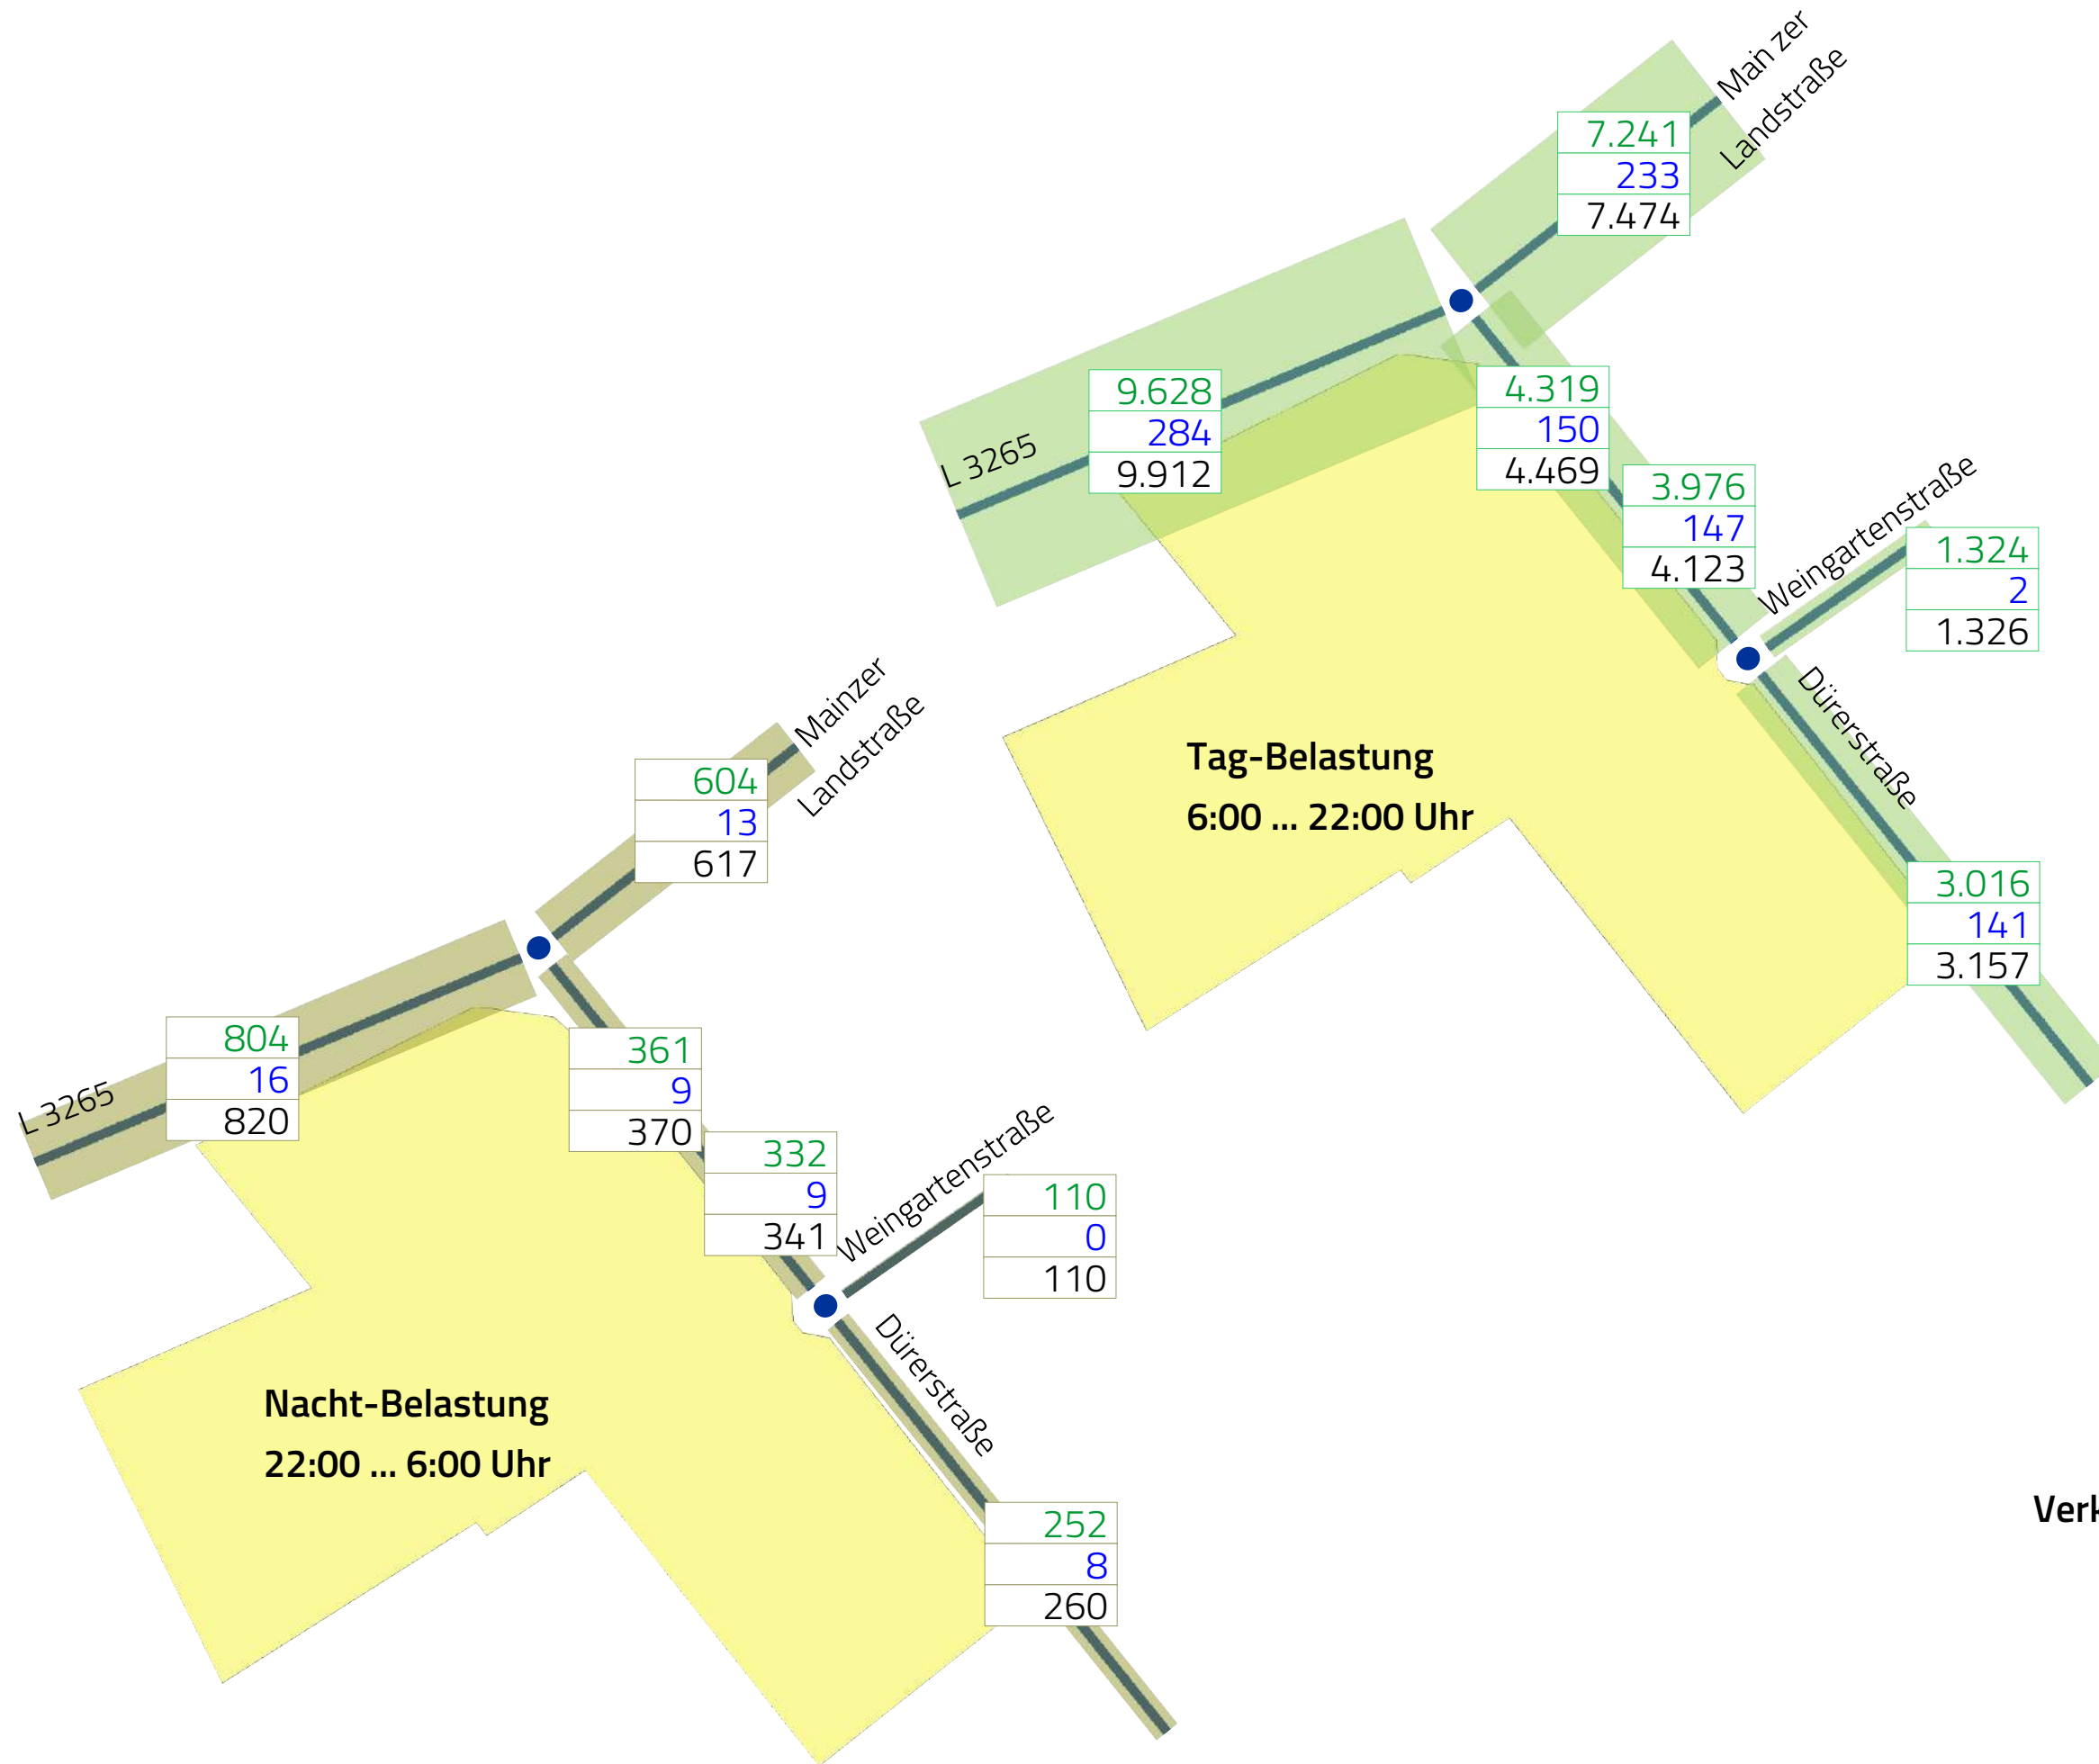 Man zer
Landstraße
7.241
233
7.474
9.628
284
9.912
L 3265
4.319
150
4.469
3.976
147
4.123
Weingartenstraße
1.324
2
1.326
Dürerstraße
Tag-Belastung
6:00 ... 22:00 Uhr
3.016
141
3.157
Mainzer
Landstraße
604
13
617
804
16
820
L 3265
361
9
370
332
9
341
Weingartenstraße
110
0
110
Dürerstraße
Nacht-Belastung
22:00 ... 6:00 Uhr
252
8
260